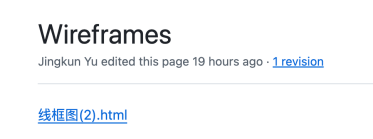 Wireframes
Jingkun Yu edited this page 19 hours ago · 1 revision
线框图(2).html